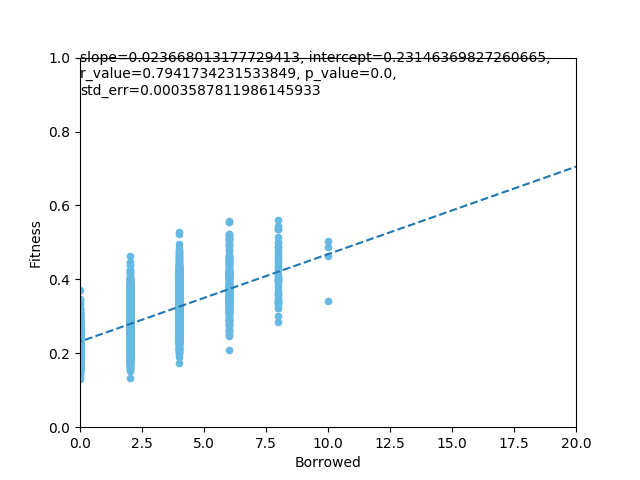 slope=0.023668013177729413, intercept=0.23146369827260665,
r_value=0.7941734231533849, p_value=0.0,
std_err=0.0003587811986145933
1.0
0.8
0.6
0.4
0.2
0.0
Fitness
0.0 2.5 5.0 7.5 10.0 12.5 15.0 17.5 20.0
Borrowed